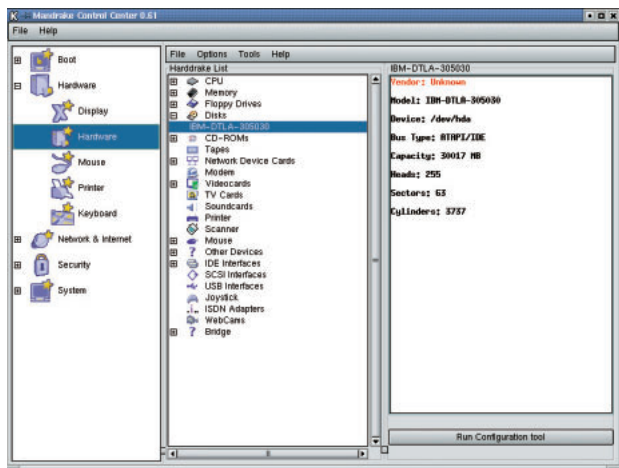 Mandrake Control Center 0.61
File Help
Boot
Hardware
Display
Hardware
Mouse
Printer
Keyboard
Network & Internet
Security
System
File Options Tools Help
Harddrake List
CPU
Memory
Floppy Drives
Disks
IBM-DTLA-305030
CD-ROMs
Tapes
Network Device Cards
Modem
Videocards
TV Cards
Soundcards
Printer
Scanner
Mouse
Other Devices
IDE Interfaces
SCSI Interfaces
USB Interfaces
Joystick
ISDN Adapters
WebCams
Bridge
IBM-DTLA-305030
Vendor: Unknown
Model: IBM-DTLA-305030
Device: /dev/hda
Bus Type: ATAPI/IDE
Capacity: 30017 MB
Heads: 255
Sectors: 63
Cylinders: 3737
Run Configuration tool